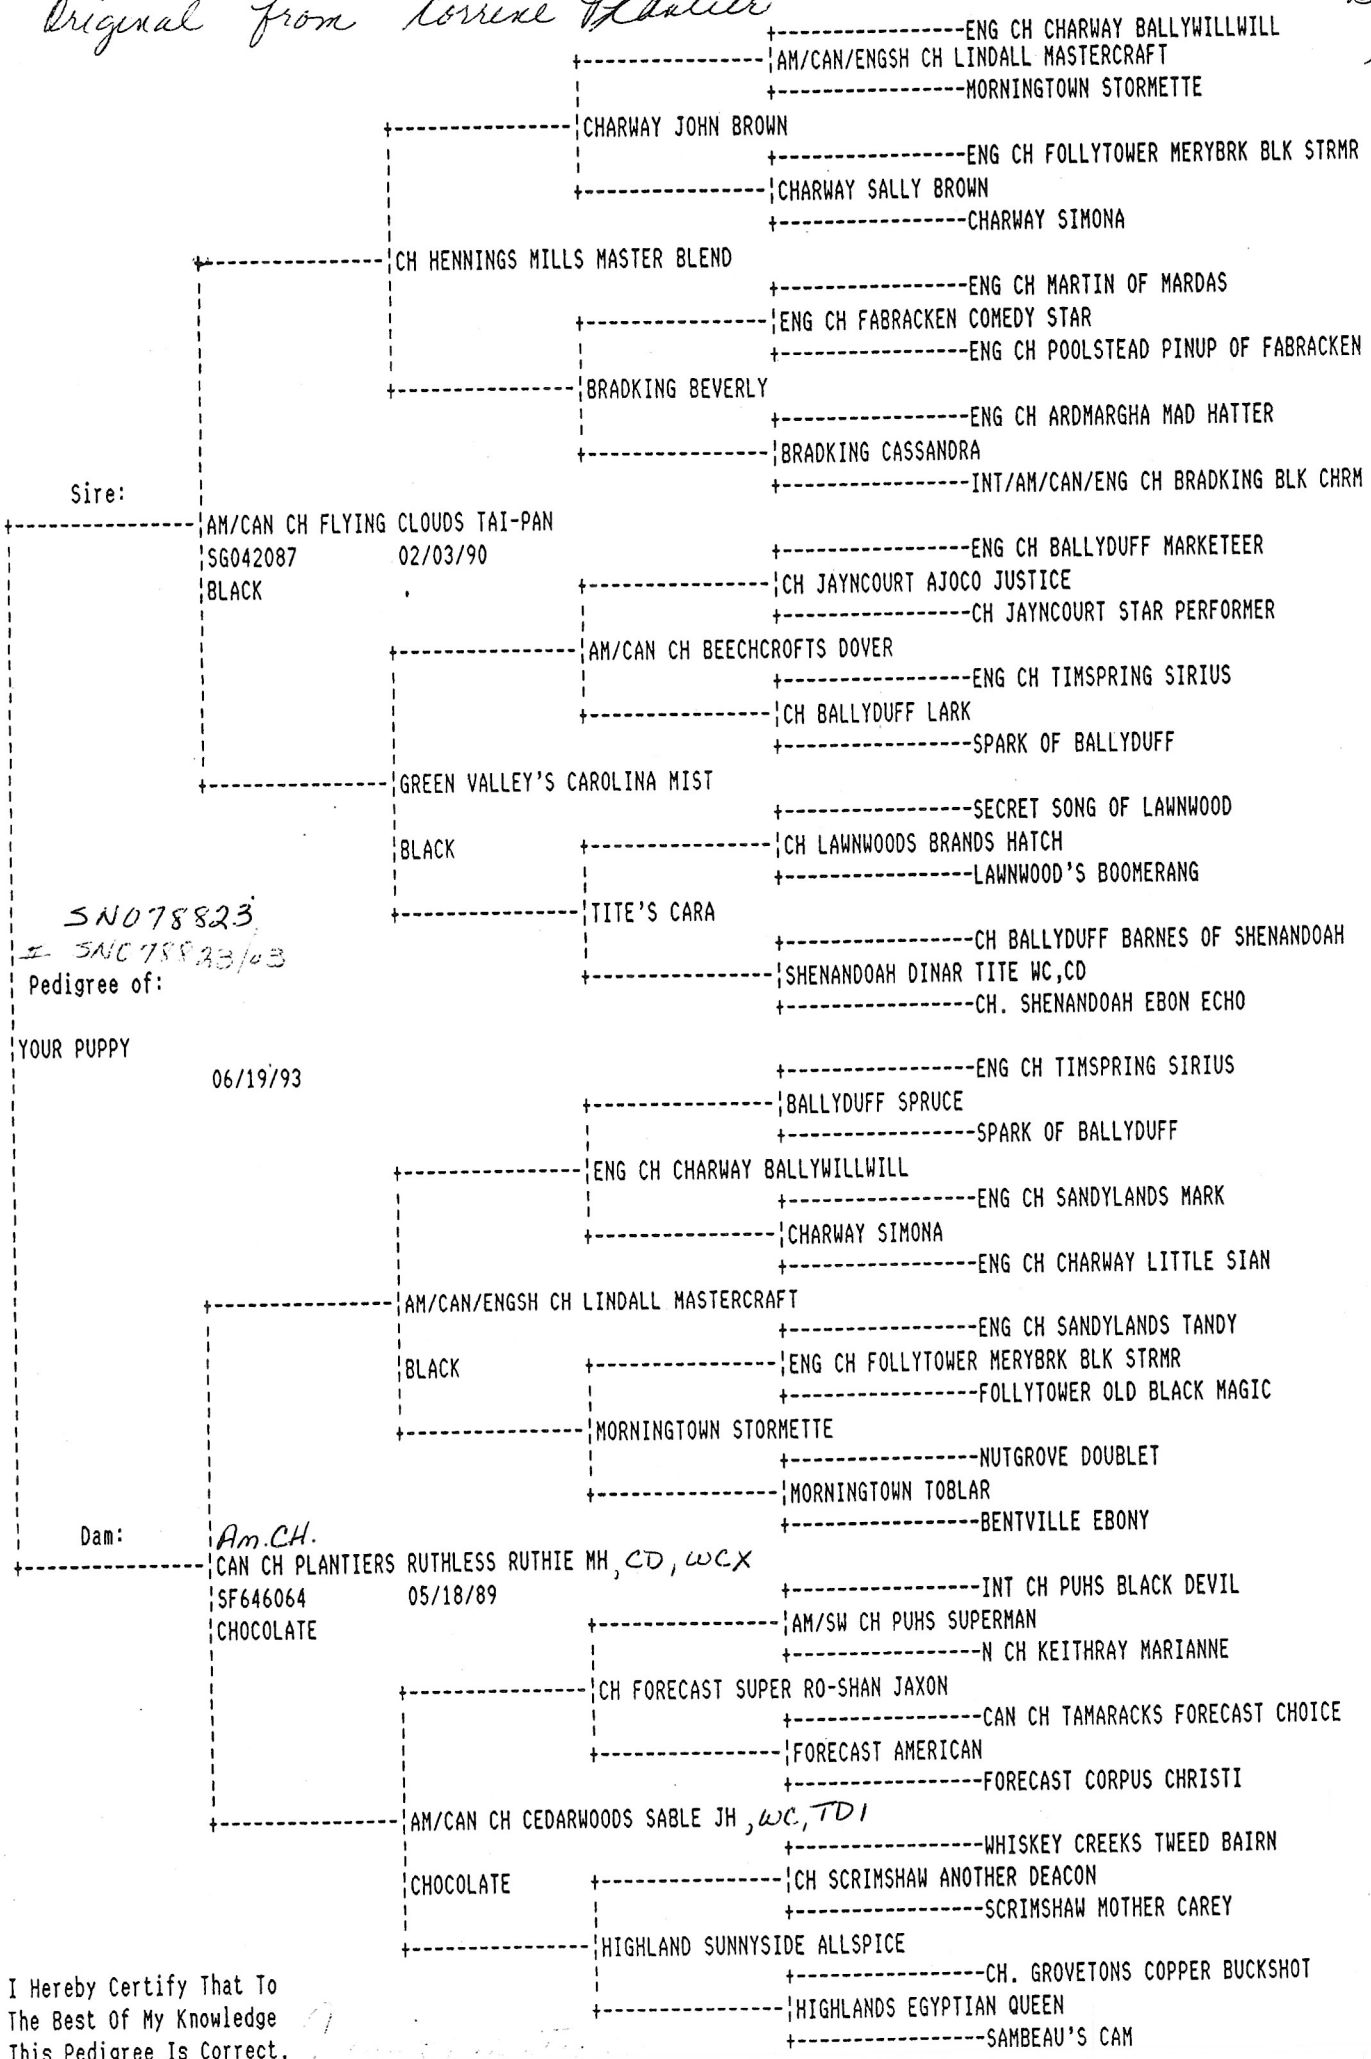 Original from Corrine Plantier
ENG CH CHARWAY BALLYWILLWILL
AM/CAN/ENGSH CH LINDALL MASTERCRAFT
MORNINGTOWN STORMETTE
CHARWAY JOHN BROWN
ENG CH FOLLYTOWER MERYBRK BLK STRMR
CHARWAY SALLY BROWN
CHARWAY SIMONA
CH HENNINGS MILLS MASTER BLEND
ENG CH MARTIN OF MARDAS
ENG CH FABRACKEN COMEDY STAR
ENG CH POOLSTEAD PINUP OF FABRACKEN
BRADKING BEVERLY
ENG CH ARDMARGHA MAD HATTER
BRADKING CASSANDRA
INT/AM/CAN/ENG CH BRADKING BLK CHRM
Sire:
AM/CAN CH FLYING CLOUDS TAI-PAN
SG042087 02/03/90
BLACK
ENG CH BALLYDUFF MARKETEER
CH JAYNCOURT AJOCO JUSTICE
CH JAYNCOURT STAR PERFORMER
AM/CAN CH BEECHCROFTS DOVER
ENG CH TIMSPRING SIRIUS
CH BALLYDUFF LARK
SPARK OF BALLYDUFF
GREEN VALLEY'S CAROLINA MIST
SECRET SONG OF LAWNWOOD
BLACK
CH LAWNWOODS BRANDS HATCH
LAWNWOOD'S BOOMERANG
TITE'S CARA
CH BALLYDUFF BARNES OF SHENANDOAH
SHENANDOAH DINAR TITE WC,CD
CH. SHENANDOAH EBON ECHO
SN078823
SNC78823/03
Pedigree of:
YOUR PUPPY
06/19/93
ENG CH TIMSPRING SIRIUS
BALLYDUFF SPRUCE
SPARK OF BALLYDUFF
ENG CH CHARWAY BALLYWILLWILL
ENG CH SANDYLANDS MARK
CHARWAY SIMONA
ENG CH CHARWAY LITTLE SIAN
AM/CAN/ENGSH CH LINDALL MASTERCRAFT
ENG CH SANDYLANDS TANDY
BLACK
ENG CH FOLLYTOWER MERYBRK BLK STRMR
FOLLYTOWER OLD BLACK MAGIC
MORNINGTOWN STORMETTE
NUTGROVE DOUBLET
MORNINGTOWN TOBLAR
BENTVILLE EBONY
Dam:
Am.CH.
CAN CH PLANTIERS RUTHLESS RUTHIE MH, CD, WCX
SF646064 05/18/89
CHOCOLATE
INT CH PUHS BLACK DEVIL
AM/SW CH PUHS SUPERMAN
N CH KEITHRAY MARIANNE
CH FORECAST SUPER RO-SHAN JAXON
CAN CH TAMARACKS FORECAST CHOICE
FORECAST AMERICAN
FORECAST CORPUS CHRISTI
AM/CAN CH CEDARWOODS SABLE JH, WC, TDI
WHISKEY CREEKS TWEED BAIRN
CHOCOLATE
CH SCRIMSHAW ANOTHER DEACON
SCRIMSHAW MOTHER CAREY
HIGHLAND SUNNYSIDE ALLSPICE
CH. GROVETONS COPPER BUCKSHOT
HIGHLANDS EGYPTIAN QUEEN
SAMBEAU'S CAM
I Hereby Certify That To
The Best Of My Knowledge
This Pedigree Is Correct.